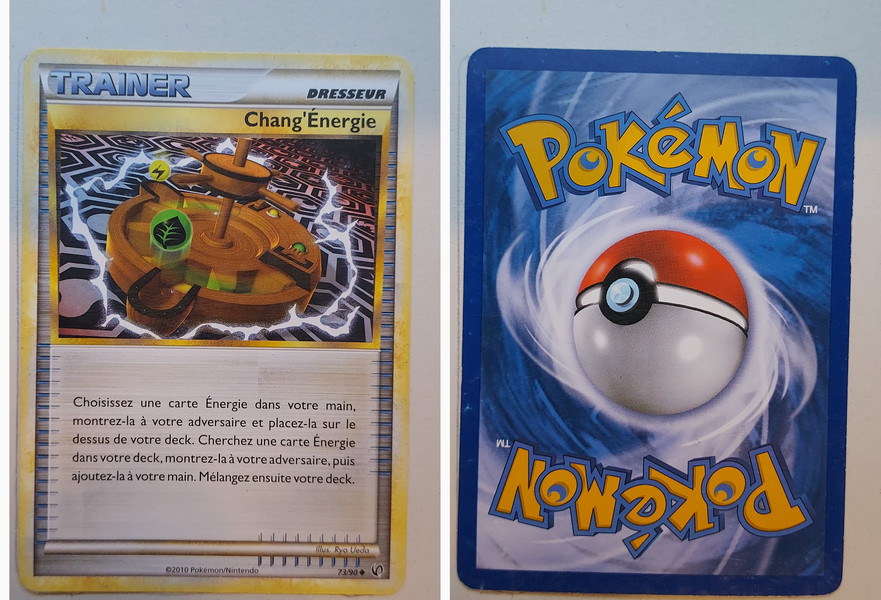 TRAINER
DRESSEUR
Chang'Énergie
Choisissez une carte Énergie dans votre main,
montrez-la à votre adversaire et placez-la sur le
dessus de votre deck. Cherchez une carte Énergie
dans votre deck, montrez-la à votre adversaire, puis
ajoutez-la à votre main. Mélangez ensuite votre deck.
Illus. Ryo Ueda
©2010 Pokémon/Nintendo
73/90
POKéMON
TM
TM
POKéMON